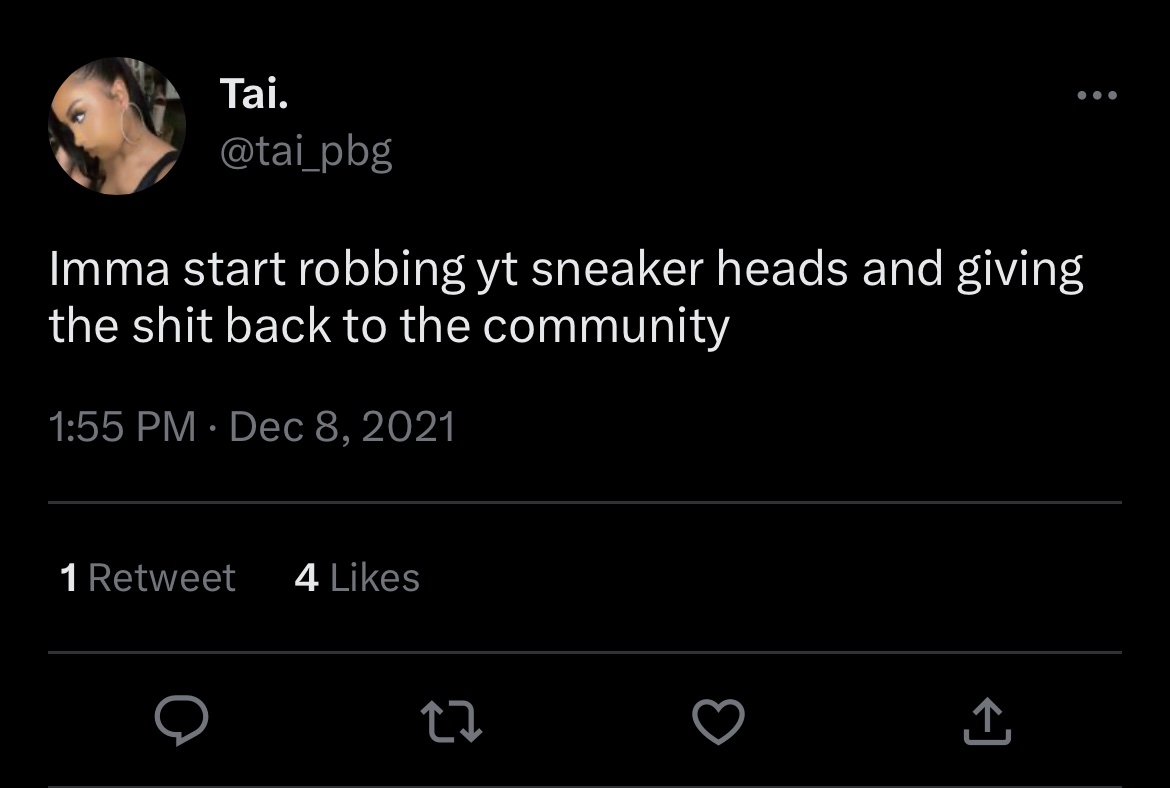 Tai.
@tai_pbg
Imma start robbing yt sneaker heads and giving
the shit back to the community
1:55 PM · Dec 8, 2021
1 Retweet 4 Likes